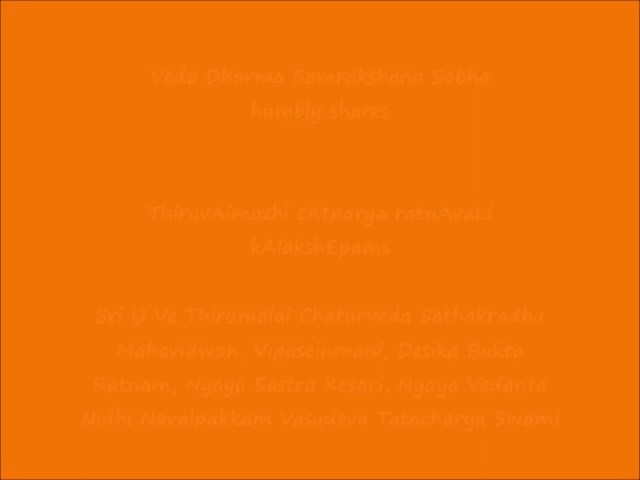 Veda Dharma Samrakshana Sabha
humbly shares
ThiruvAimozhi tAtparya ratnAvaLi
kAlakshEpams
Sri U Ve Thirumalai Chaturveda Sathakradhu
Mahavidwan, Vipascinmani, Desika Bakta
Ratnam, Nyaya Sastra Kesari, Nyaya Vedanta
Nidhi Navalpakkam Vasudeva Tatacharya Swami